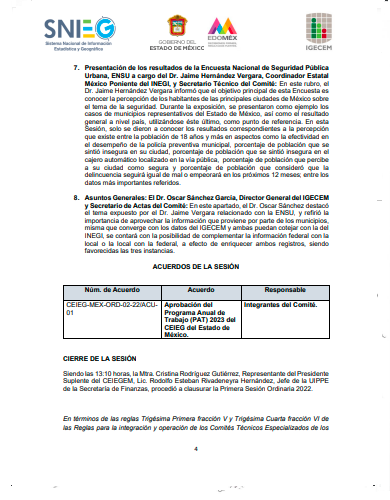 SNIEG
Sistema Nacional de Información
Estadística y Geográfica
GOBIERNO DEL
ESTADO DE MÉXICO
EDOMEX
IGECEM
7. Presentación de los resultados de la Encuesta Nacional de Seguridad Pública
Urbana, ENSU a cargo del Dr. Jaime Hernández Vergara, Coordinador Estatal
México Poniente del INEGI, y Secretario Técnico del Comité: En este rubro, el
Dr. Jaime Hernández Vergara informó que el objetivo principal de esta Encuesta es
conocer la percepción de los habitantes de las principales ciudades de México sobre
el tema de la seguridad. Durante la exposición, se presentaron como ejemplo los
casos de municipios representativos del Estado de México, así como el resultado
general a nivel país, utilizándose éste último, como punto de referencia. En esta
Sesión, solo se dieron a conocer los resultados correspondientes a la percepción
que existe entre la población de 18 años y más en aspectos como la efectividad en
el desempeño de la policía preventiva municipal, porcentaje de población que se
sintió insegura en su ciudad, porcentaje de población que se sintió insegura en el
cajero automático localizado en la vía pública, porcentaje de población que percibe
a su ciudad como segura y porcentaje de población que consideró que la
delincuencia seguirá igual de mal o empeorará en los próximos 12 meses; entre los
datos más importantes referidos.
8. Asuntos Generales: El Dr. Oscar Sánchez García, Director General del IGECEM
y Secretario de Actas del Comité: En este apartado, el Dr. Oscar Sánchez destacó
el tema expuesto por el Dr. Jaime Vergara relacionado con la ENSU, y refirió la
importancia de aprovechar la información que proviene por parte de los municipios,
misma que converge con los datos del IGECEM y ambas puedan cotejar con la del
INEGI, se contará con la posibilidad de complementar la información federal con la
local o la local con la federal, a efecto de enriquecer ambos registros, siendo
favorecidas las tres instancias.
ACUERDOS DE LA SESIÓN
Núm. de Acuerdo Acuerdo Responsable
CEIEG-MEX-ORD-02-22/ACU-
01
Aprobación del
Programa Anual de
Trabajo (PAT) 2023 del
CEIEG del Estado de
México.
Integrantes del Comité.
CIERRE DE LA SESIÓN
Siendo las 13:10 horas, la Mtra. Cristina Rodríguez Gutiérrez, Representante del Presidente
Suplente del CEIEGEM, Lic. Rodolfo Esteban Rivadeneyra Hernández, Jefe de la UIPPE
de la Secretaría de Finanzas, procedió a clausurar la Primera Sesión Ordinaria 2022.
En términos de las reglas Trigésima Primera fracción V y Trigésima Cuarta fracción VI de
las Reglas para la integración y operación de los Comités Técnicos Especializados de los
4